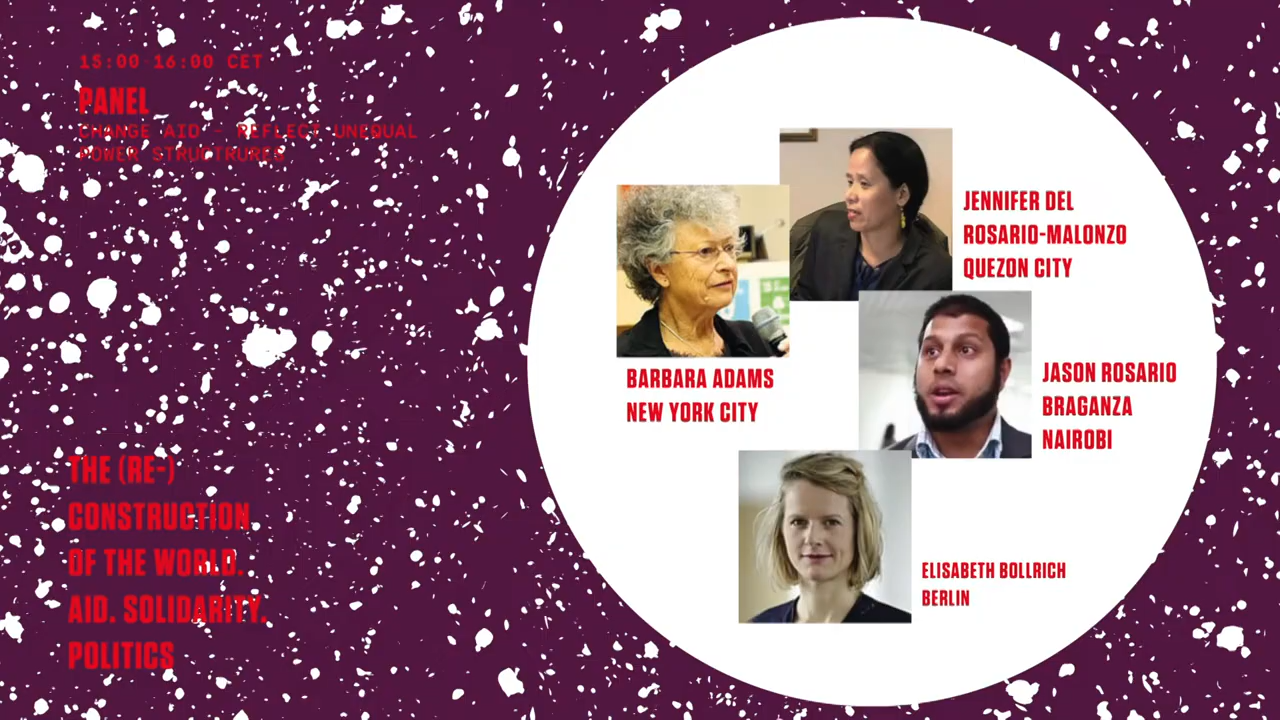 15:00-16:00 CET
PANEL
CHANGE AID – REFLECT UNEQUAL
POWER STRUCTRURES
THE (RE-)
CONSTRUCTION
OF THE WORLD.
AID. SOLIDARITY.
POLITICS
JENNIFER DEL
ROSARIO-MALONZO
QUEZON CITY
BARBARA ADAMS
NEW YORK CITY
JASON ROSARIO
BRAGANZA
NAIROBI
ELISABETH BOLLRICH
BERLIN